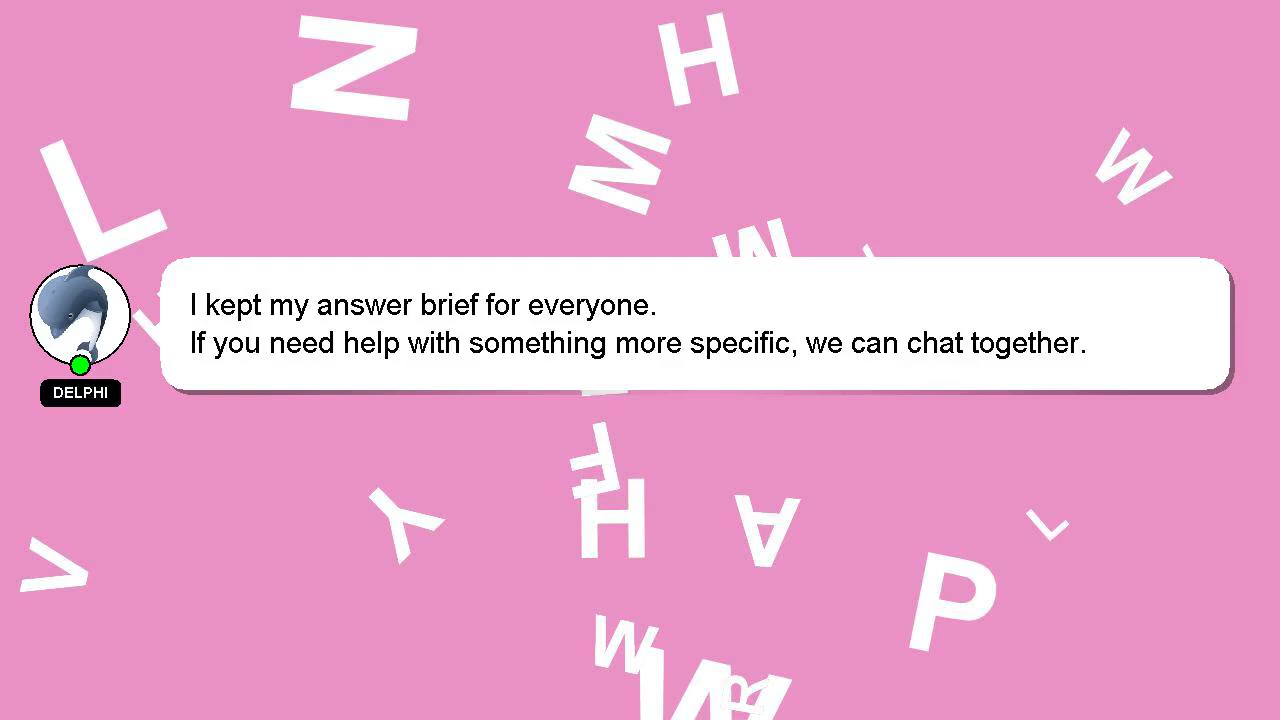 Z
H
M
L
W
W
I kept my answer brief for everyone.
If you need help with something more specific, we can chat together.
DELPHI
F
Y
H
A
L
V
P
W
W
R